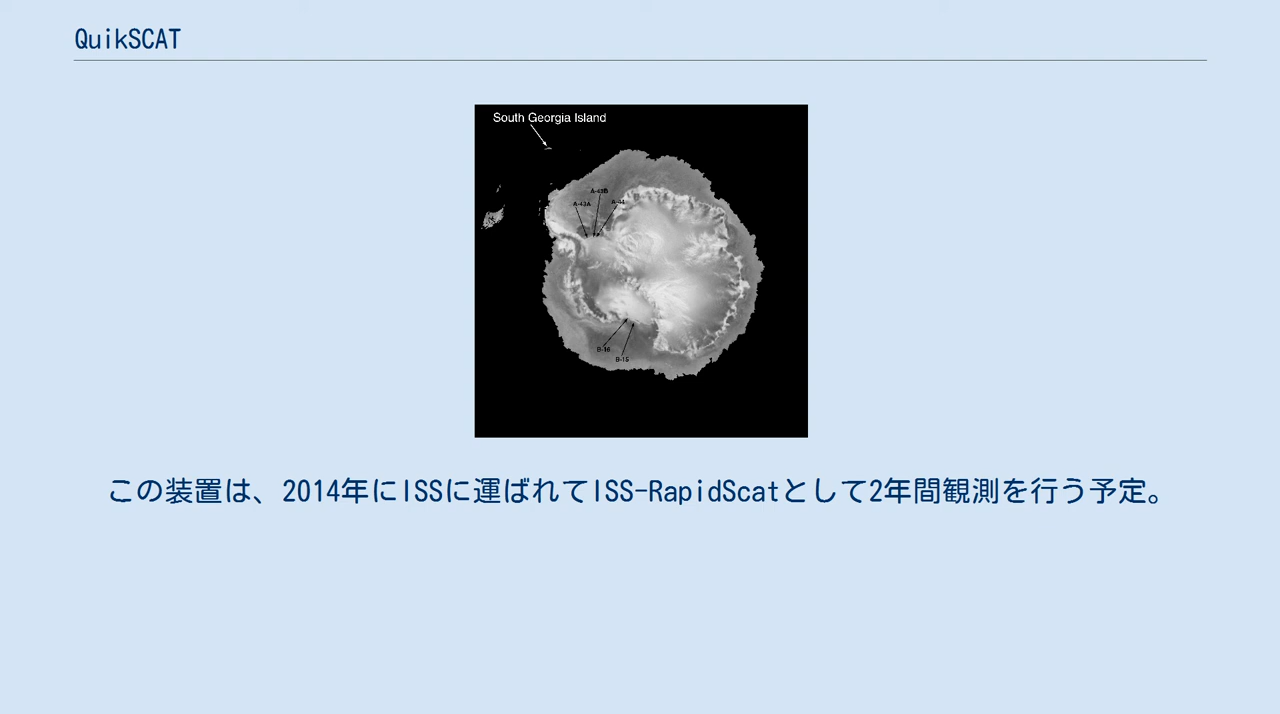 QuikSCAT
South Georgia Island
A-43B
A-43A
A-44
B-16
B-15
この装置は、2014年にISSに運ばれてISS-RapidScatとして2年間観測を行う予定。